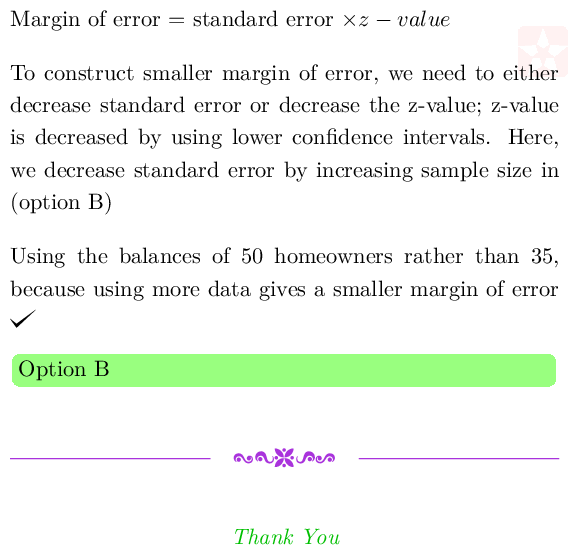 Margin of error = standard error ×z − value
To construct smaller margin of error, we need to either
decrease standard error or decrease the z-value; z-value
is decreased by using lower confidence intervals. Here,
we decrease standard error by increasing sample size in
(option B)
Using the balances of 50 homeowners rather than 35,
because using more data gives a smaller margin of error
✓
Option B
Thank You